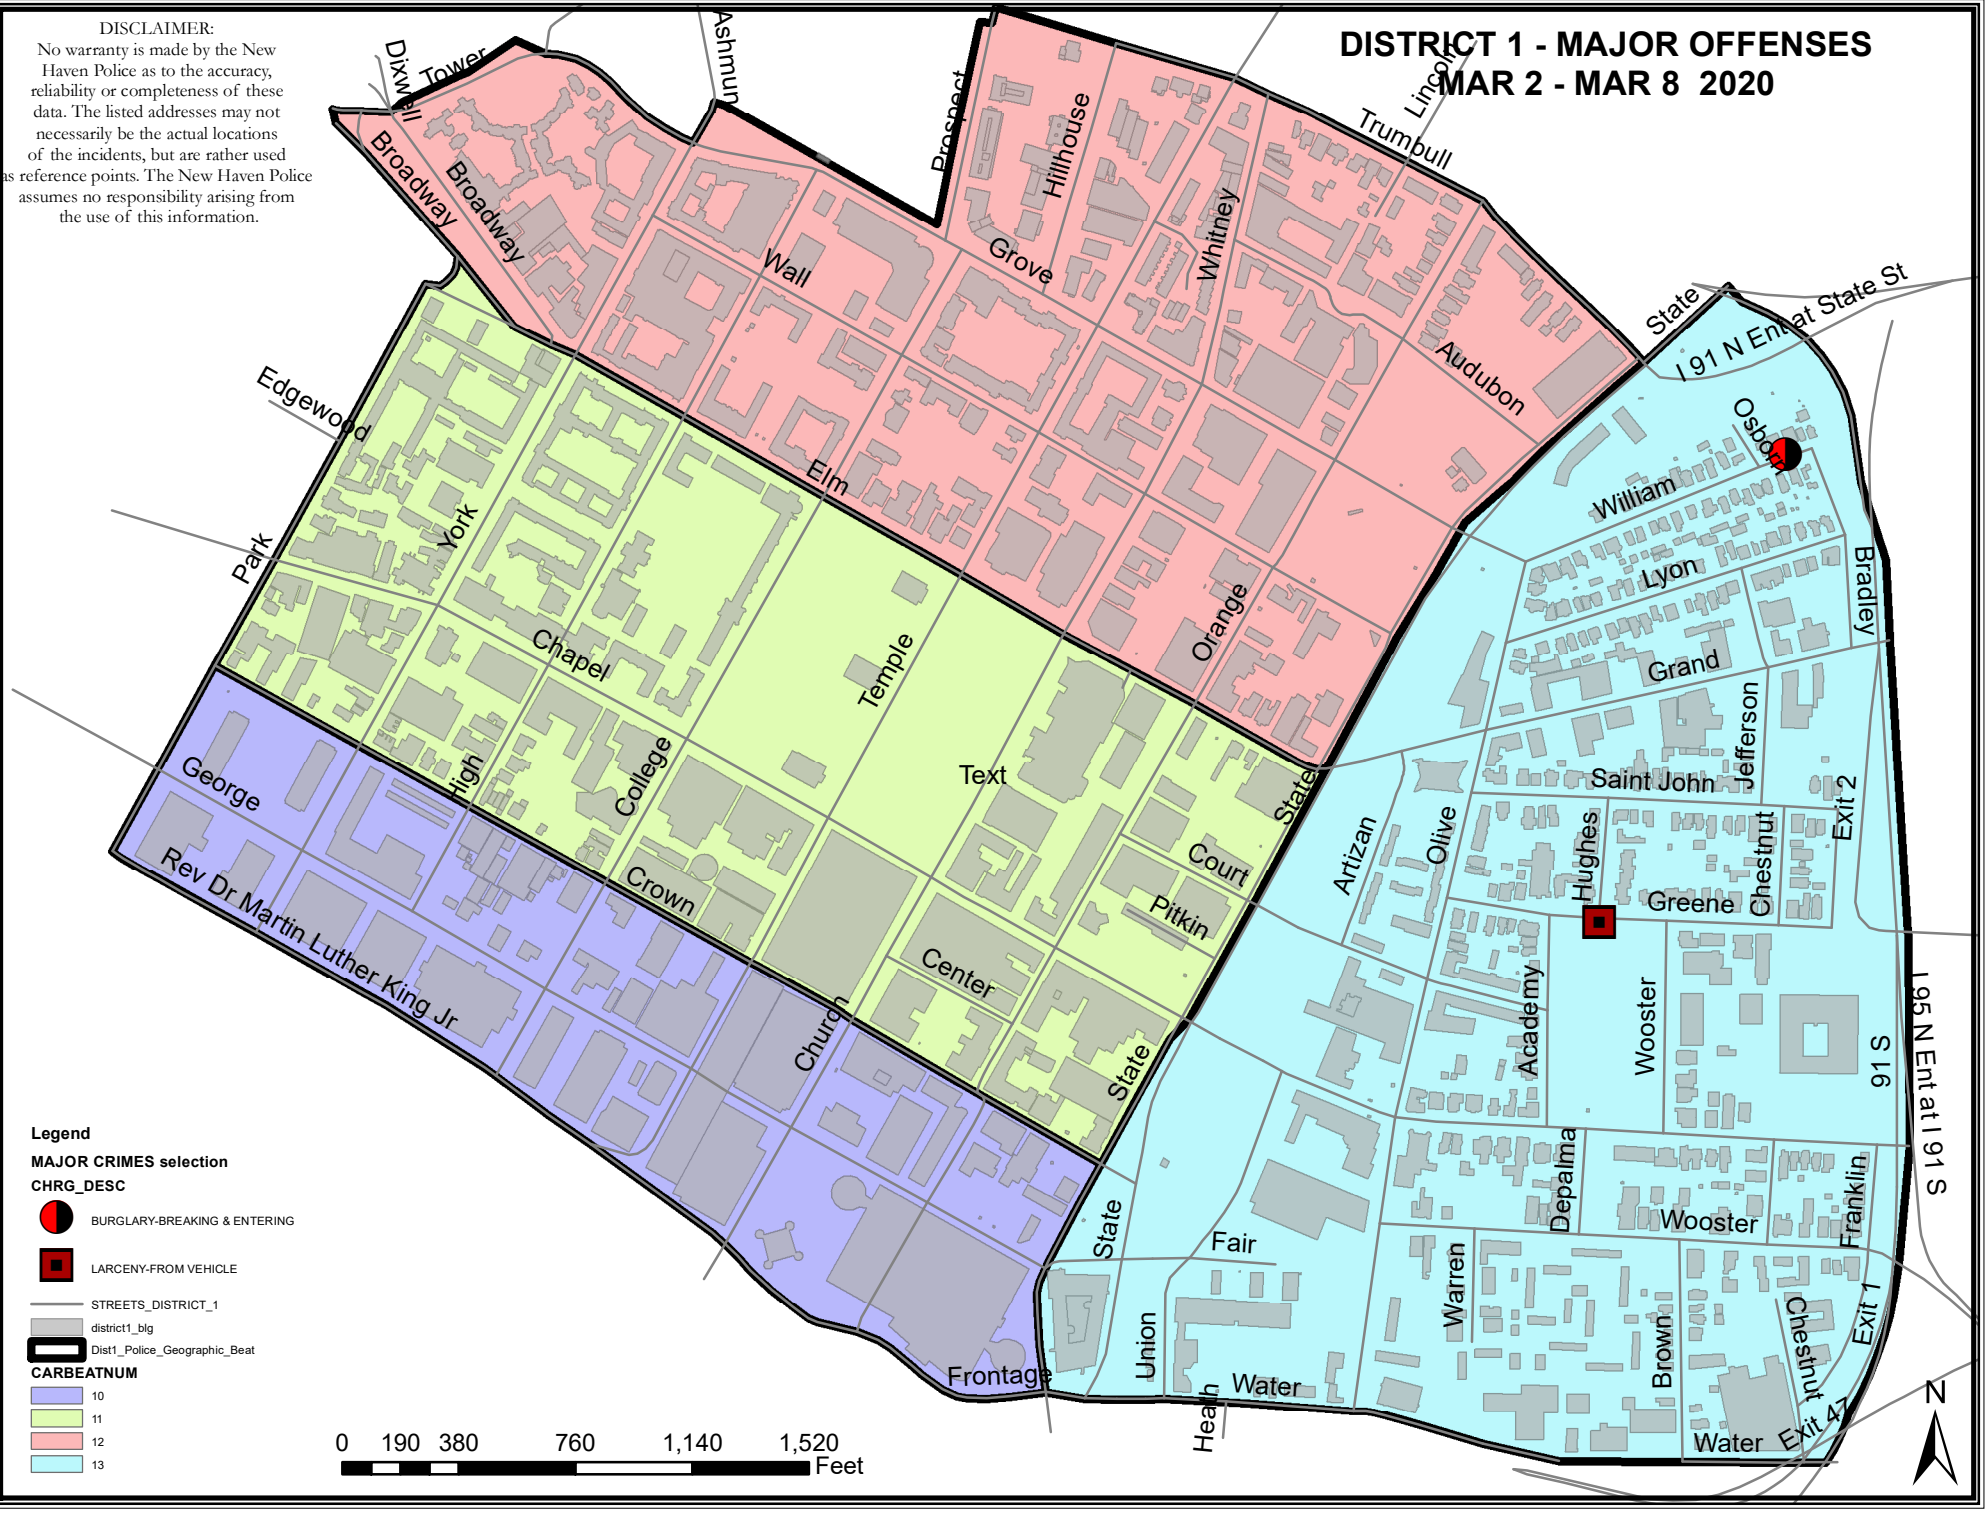 DISCLAIMER:
No warranty is made by the New
Haven Police as to the accuracy,
reliability or completeness of these
data. The listed addresses may not
necessarily be the actual locations
of the incidents, but are rather used
as reference points. The New Haven Police
assumes no responsibility arising from
the use of this information.
DISTRICT 1 - MAJOR OFFENSES
MAR 2 - MAR 8 2020
Dixwell
Tower
Ashmun
Prospect
Hillhouse
Lincoln
Trumbull
Broadway
Broadway
Wall
Grove
Whitney
State
I 91 N Ent at State St
Audubon
Edgewood
Osborn
Elm
William
York
Park
Lyon
Bradley
Orange
Chapel
Temple
Grand
Jefferson
George
High
College
Text
State
Saint John
Exit 2
Artizan
Olive
Hughes
Chestnut
Court
Greene
Crown
Pitkin
Rev Dr Martin Luther King Jr
Center
Church
Academy
Wooster
I 95 N Ent at I 91 S
91 S
State
Depalma
Franklin
State
Fair
Wooster
Warren
Union
Brown
Chestnut
Exit 1
Frontage
Heath
Water
Water
Exit 47
Legend
MAJOR CRIMES selection
CHRG_DESC
BURGLARY-BREAKING & ENTERING
LARCENY-FROM VEHICLE
STREETS_DISTRICT_1
district1_blg
Dist1_Police_Geographic_Beat
CARBEATNUM
10
11
12
13
0 190 380 760 1,140 1,520
Feet
N